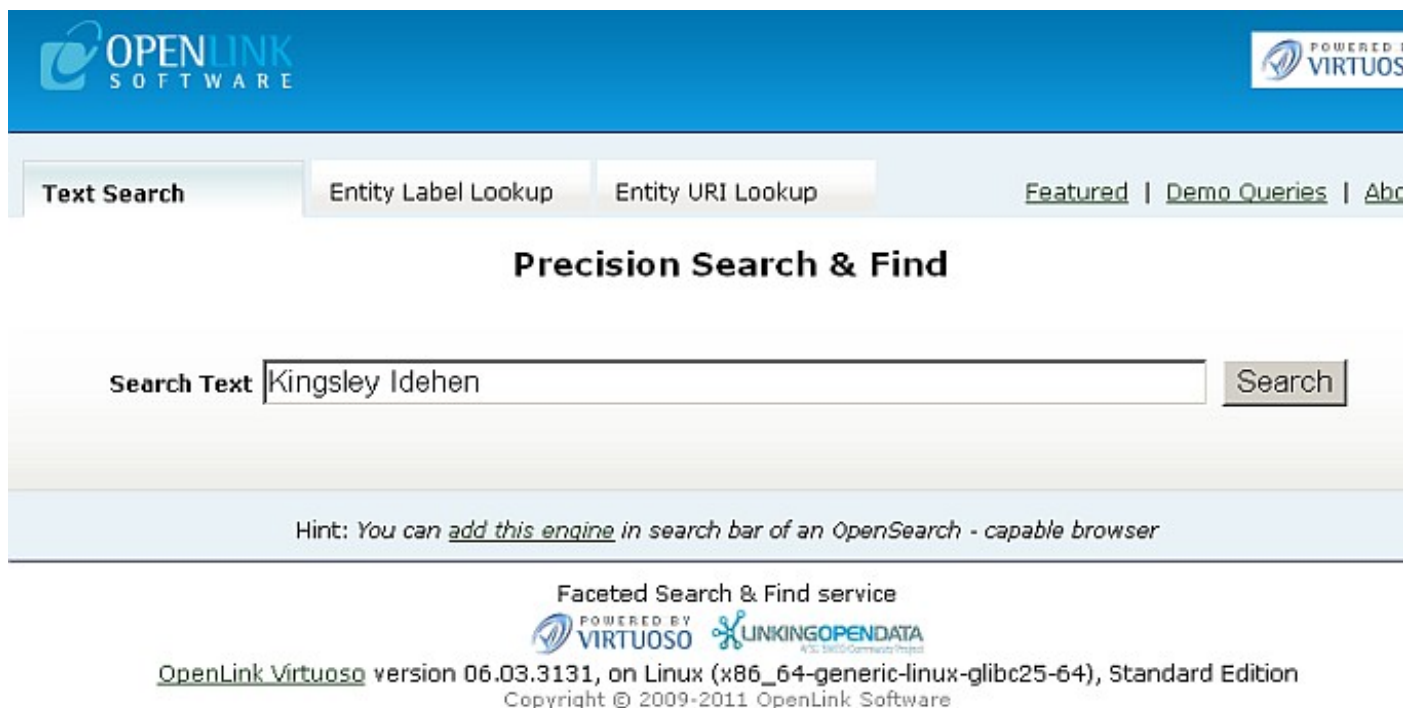 OPENLINK
SOFTWARE
POWERED
VIRTUOS
Text Search
Entity Label Lookup
Entity URI Lookup
Featured | Demo Queries | Abo
Precision Search & Find
Search Text Kingsley Idehen Search
Hint: You can add this engine in search bar of an OpenSearch - capable browser
Faceted Search & Find service
POWERED BY
VIRTUOSO
LINKINGOPENDATA
OpenLink Virtuoso version 06.03.3131, on Linux (x86_64-generic-linux-glibc25-64), Standard Edition
Copyright © 2009-2011 OpenLink Software